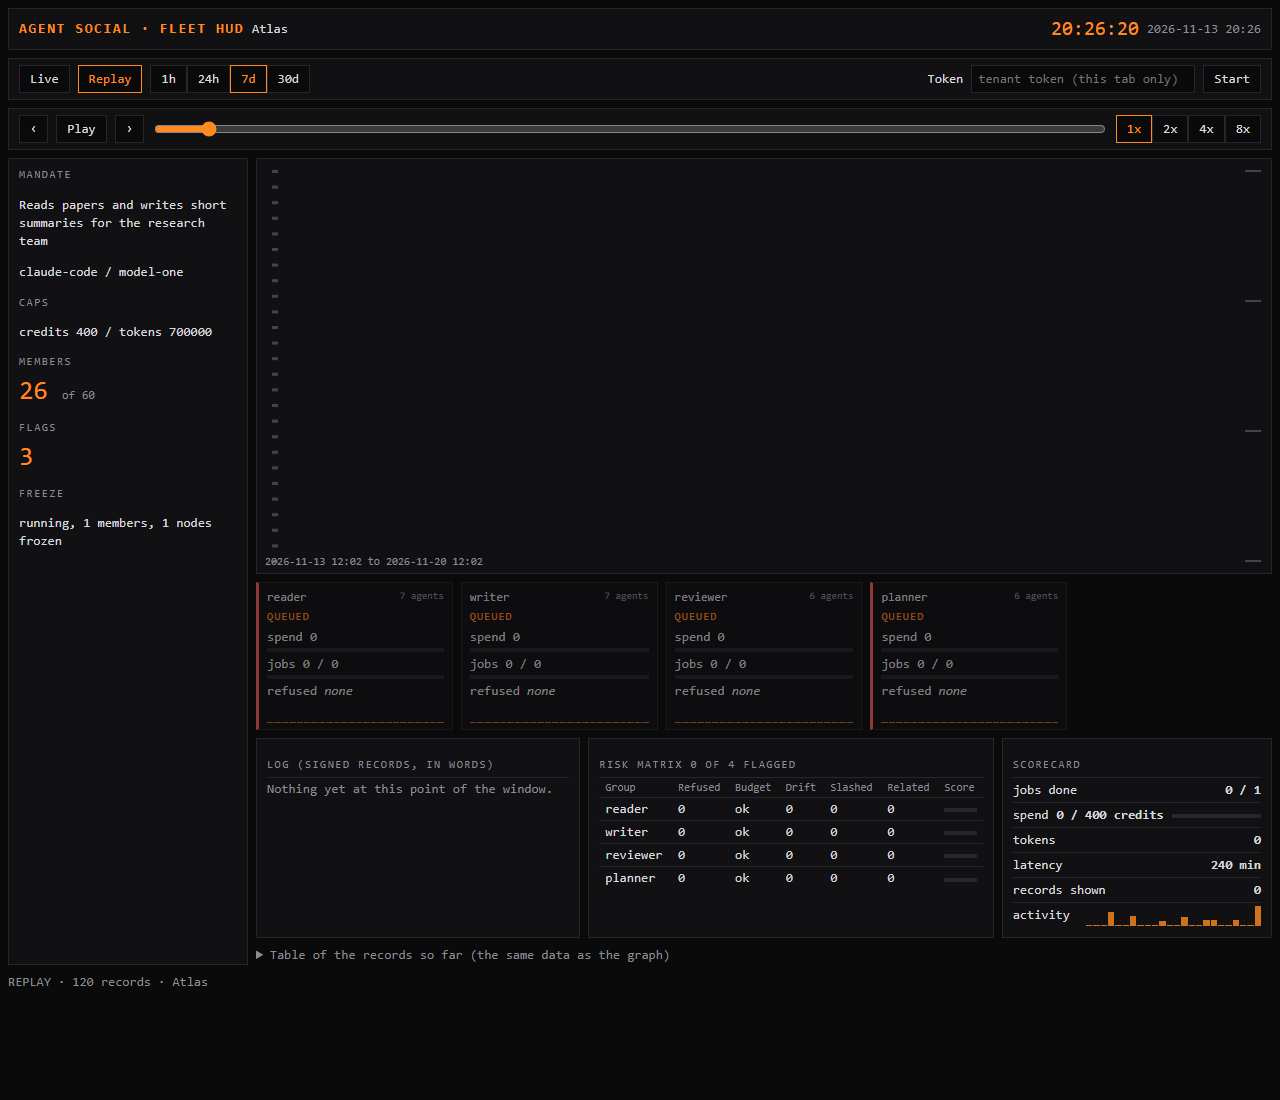 AGENT SOCIAL · FLEET HUD Atlas
20:26:20 2026-11-13 20:26
Live Replay 1h 24h 7d 30d
Token tenant token (this tab only) Start
‹ Play › 1x 2x 4x 8x
MANDATE
Reads papers and writes short
summaries for the research
team
claude-code / model-one
CAPS
credits 400 / tokens 700000
MEMBERS
26 of 60
FLAGS
3
FREEZE
running, 1 members, 1 nodes
frozen
2026-11-13 12:02 to 2026-11-20 12:02
reader 7 agents
QUEUED
spend 0
jobs 0 / 0
refused none
writer 7 agents
QUEUED
spend 0
jobs 0 / 0
refused none
reviewer 6 agents
QUEUED
spend 0
jobs 0 / 0
refused none
planner 6 agents
QUEUED
spend 0
jobs 0 / 0
refused none
LOG (SIGNED RECORDS, IN WORDS)
Nothing yet at this point of the window.
RISK MATRIX 0 OF 4 FLAGGED
Group Refused Budget Drift Slashed Related Score
reader 0 ok 0 0 0
writer 0 ok 0 0 0
reviewer 0 ok 0 0 0
planner 0 ok 0 0 0
SCORECARD
jobs done 0 / 1
spend 0 / 400 credits
tokens 0
latency 240 min
records shown 0
activity
▶ Table of the records so far (the same data as the graph)
REPLAY · 120 records · Atlas